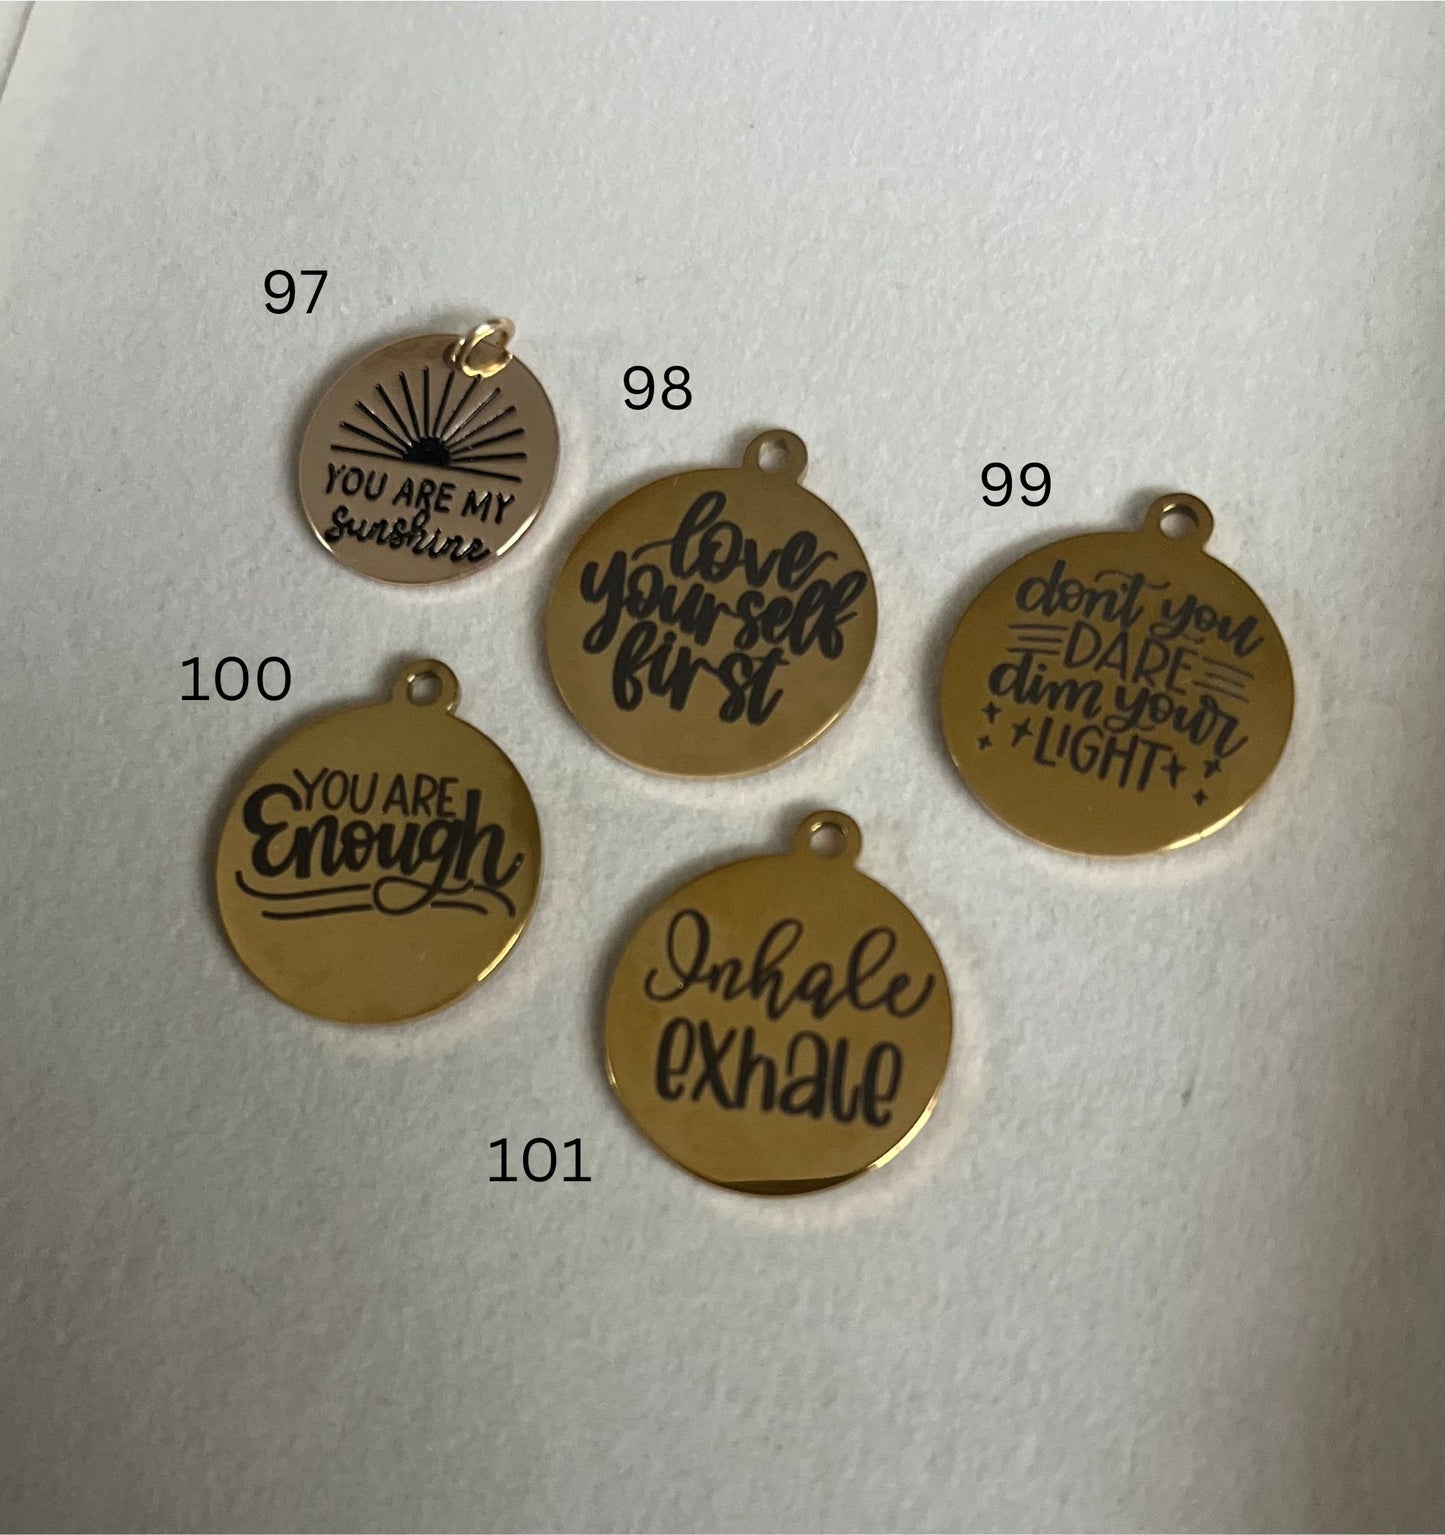 97
YOU ARE MY
sunshine
98
love
yourself
first
99
don't you
DARE
dim your
LIGHT
100
YOU ARE
Enough
101
Inhale
exhale